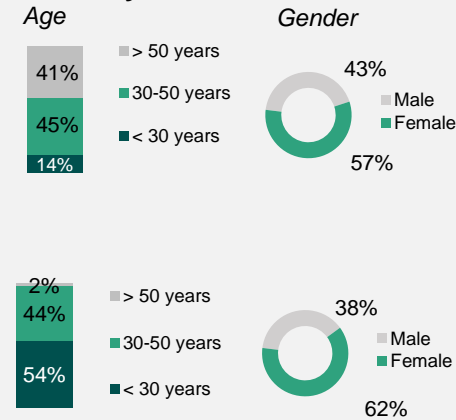 Age
Gender
41%
45%
14%
> 50 years
30-50 years
< 30 years
43%
57%
Male
Female
2%
44%
54%
> 50 years
30-50 years
< 30 years
38%
62%
Male
Female